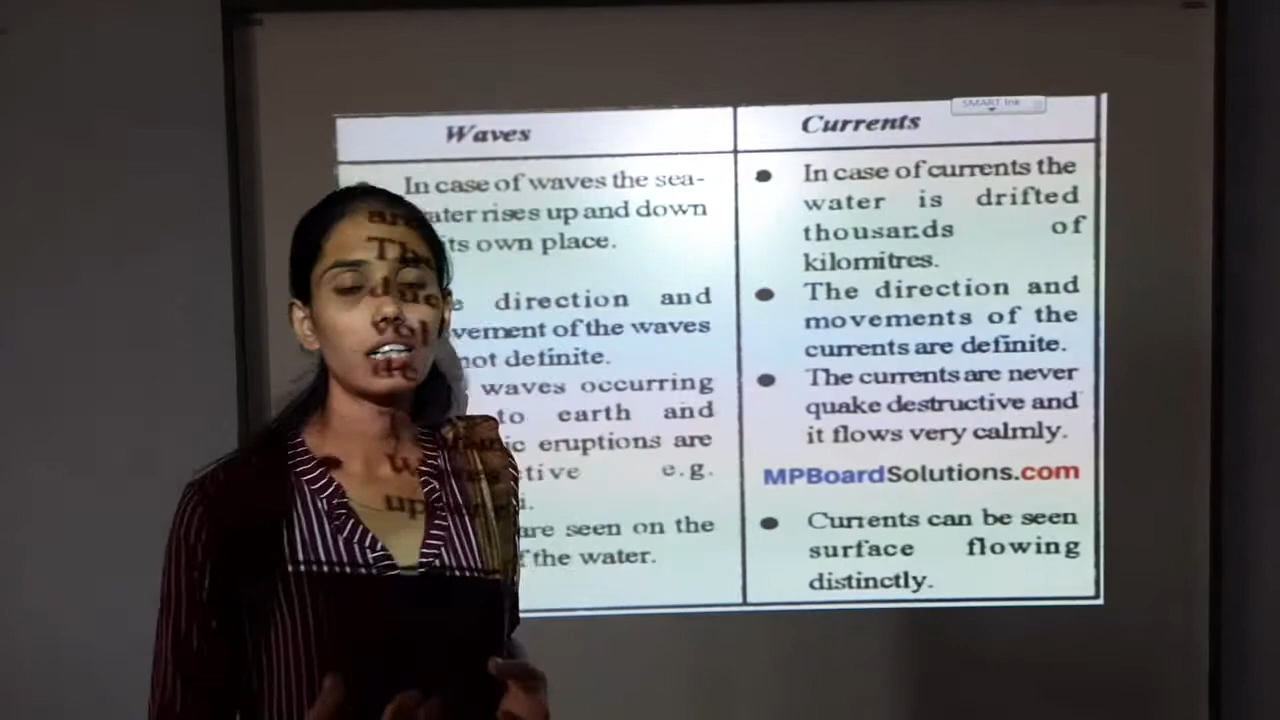 SMART Ink
Waves
In case of waves the sea-
ater rises up and down
its own place.
direction and
vement of the waves
not definite.
waves occurring
to earth and
ic eruptions are
tive e.g.
i.
are seen on the
f the water.
Currents
In case of currents the
water is drifted
thousands of
kilomitres.
The direction and
movements of the
currents are definite.
The currents are never
quake destructive and
it flows very calmly.
MPBoardSolutions.com
Currents can be seen
surface flowing
distinctly.